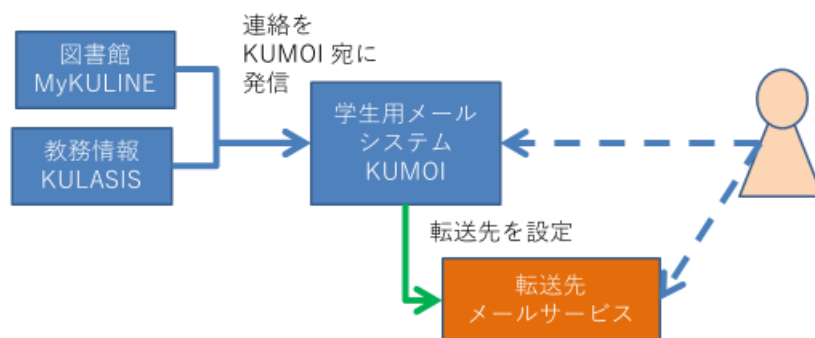 連絡を
KUMOI 宛に
発信
図書館
MyKULINE
教務情報
KULASIS
学生用メール
システム
KUMOI
転送先を設定
転送先
メールサービス